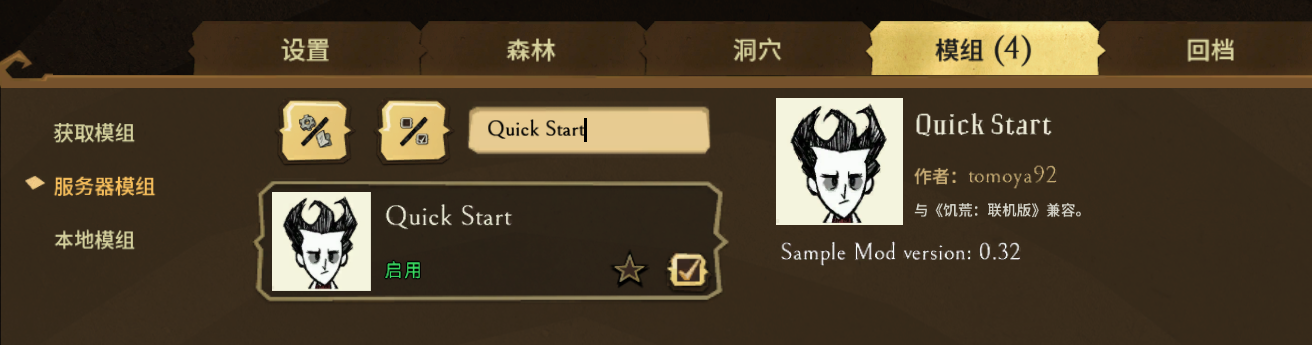 设置
森林
洞穴
模组 (4)
回档
获取模组
服务器模组
本地模组
Quick Start
Quick Start
启用
Quick Start
作者：tomoya92
与《饥荒：联机版》兼容。
Sample Mod version: 0.32